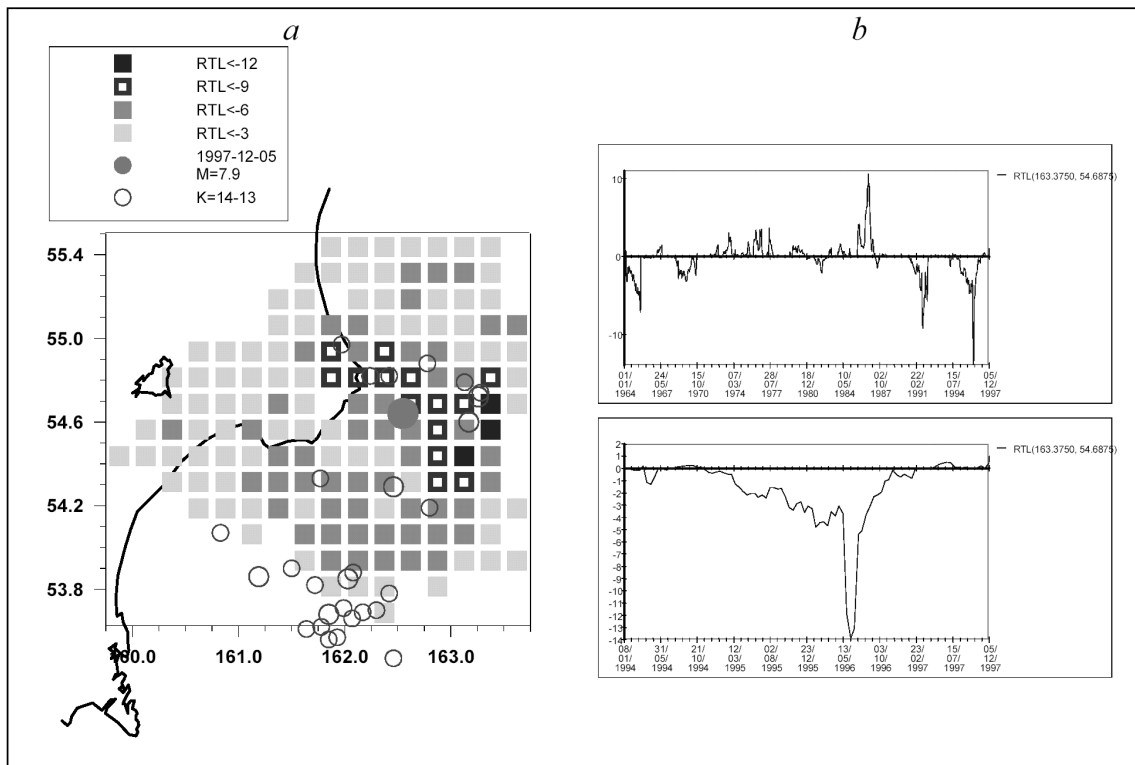 a
b
RTL<-12
RTL<-9
RTL<-6
RTL<-3
1997-12-05
M=7.9
K=14-13
55.4
55.0
54.6
54.2
53.8
160.0 161.0 162.0 163.0
RTL(163.3750, 54.6875)
10
0
-10
01/ 24/ 15/ 07/ 28/ 18/ 10/ 02/ 22/ 15/ 05/
01/ 05/ 10/ 03/ 07/ 12/ 05/ 10/ 02/ 07/ 12/
1964 1967 1970 1974 1977 1980 1984 1987 1991 1994 1997
RTL(163.3750, 54.6875)
2
1
0
-1
-2
-3
-4
-5
-6
-7
-8
-9
-10
-11
-12
-13
-14
08/ 31/ 21/ 12/ 02/ 23/ 13/ 03/ 23/ 15/ 05/
01/ 05/ 10/ 03/ 08/ 12/ 05/ 10/ 02/ 07/ 12/
1994 1994 1994 1995 1995 1995 1996 1996 1997 1997 1997